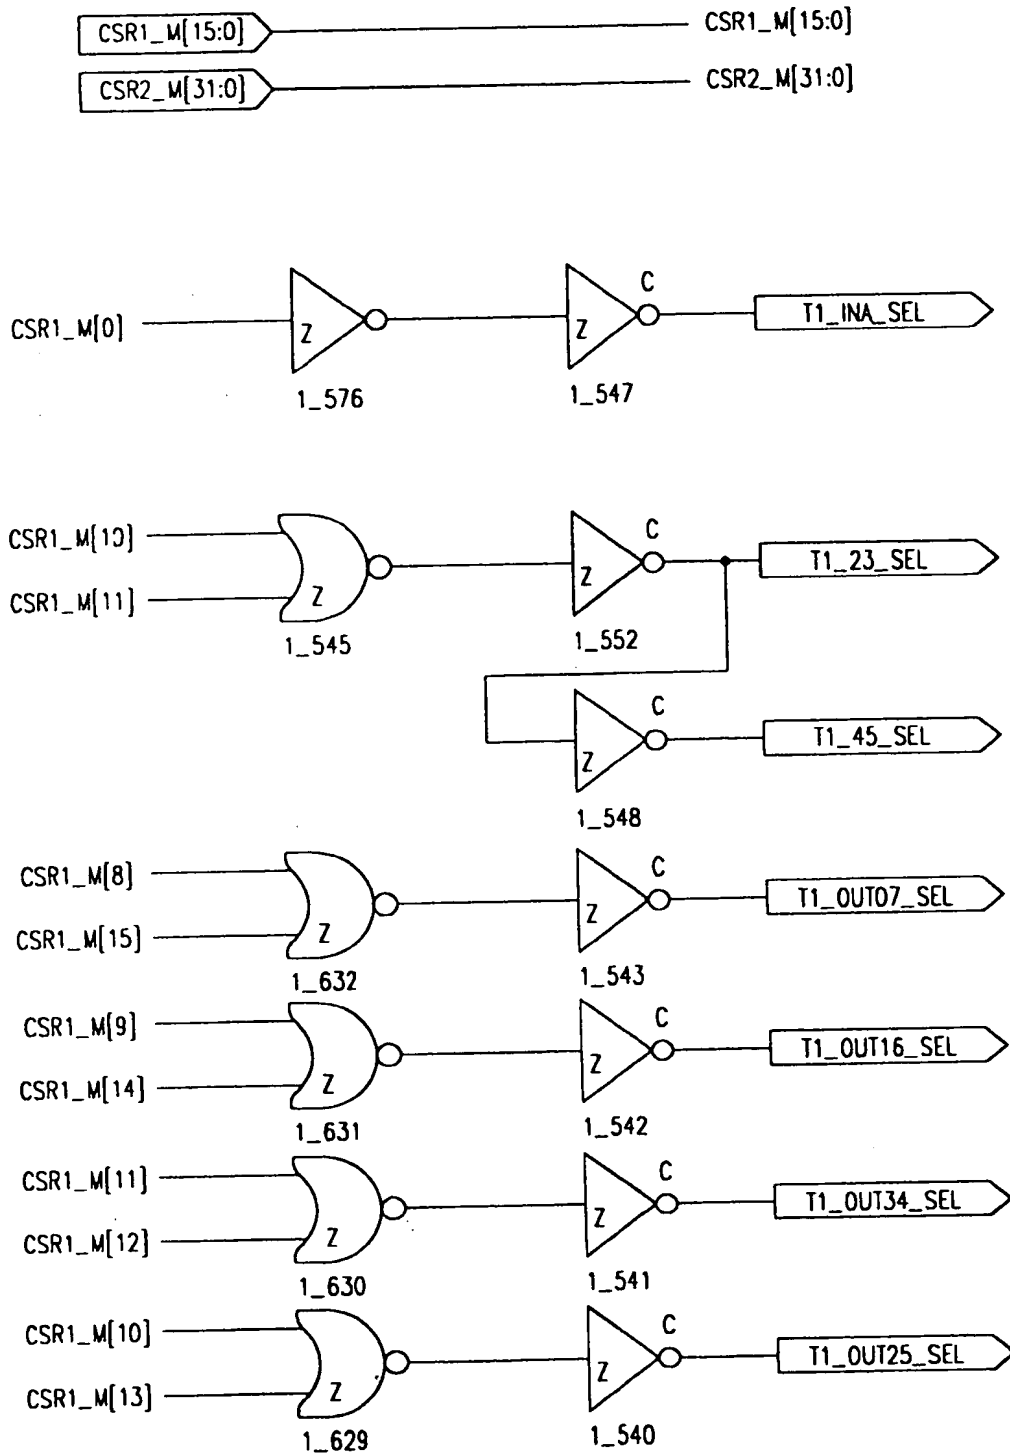 CSR1_M[15:0] CSR1_M[15:0]
CSR2_M[31:0] CSR2_M[31:0]
C
CSR1_M[0] Z Z T1_INA_SEL
1_576 1_547
C
CSR1_M[10] T1_23_SEL
CSR1_M[11] Z Z
1_545 1_552
C
Z T1_45_SEL
1_548
C
CSR1_M[8] T1_OUT07_SEL
CSR1_M[15] Z Z
1_632 1_543
C
CSR1_M[9] T1_OUT16_SEL
CSR1_M[14] Z Z
1_631 1_542
C
CSR1_M[11] T1_OUT34_SEL
CSR1_M[12] Z Z
1_630 1_541
C
CSR1_M[10] T1_OUT25_SEL
CSR1_M[13] Z Z
1_629 1_540